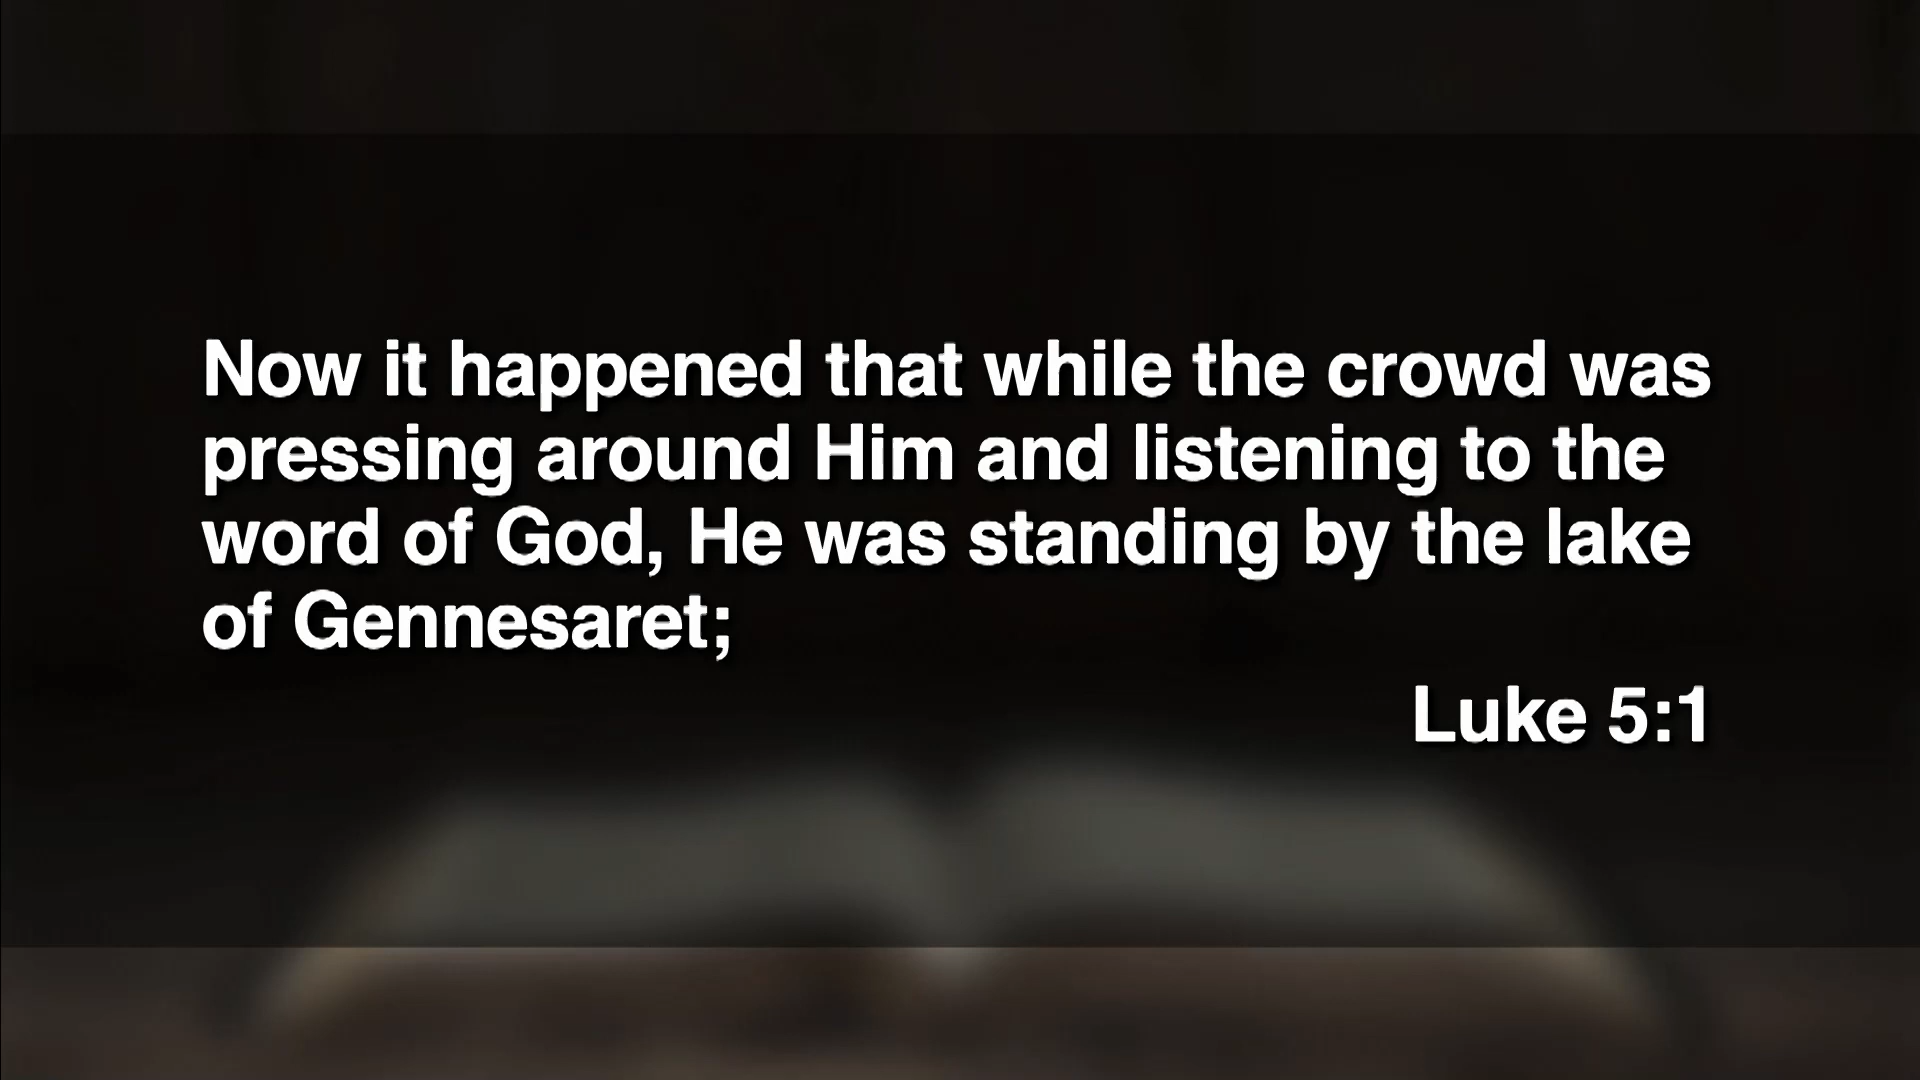 Now it happened that while the crowd was
pressing around Him and listening to the
word of God, He was standing by the lake
of Gennesaret;
Luke 5:1